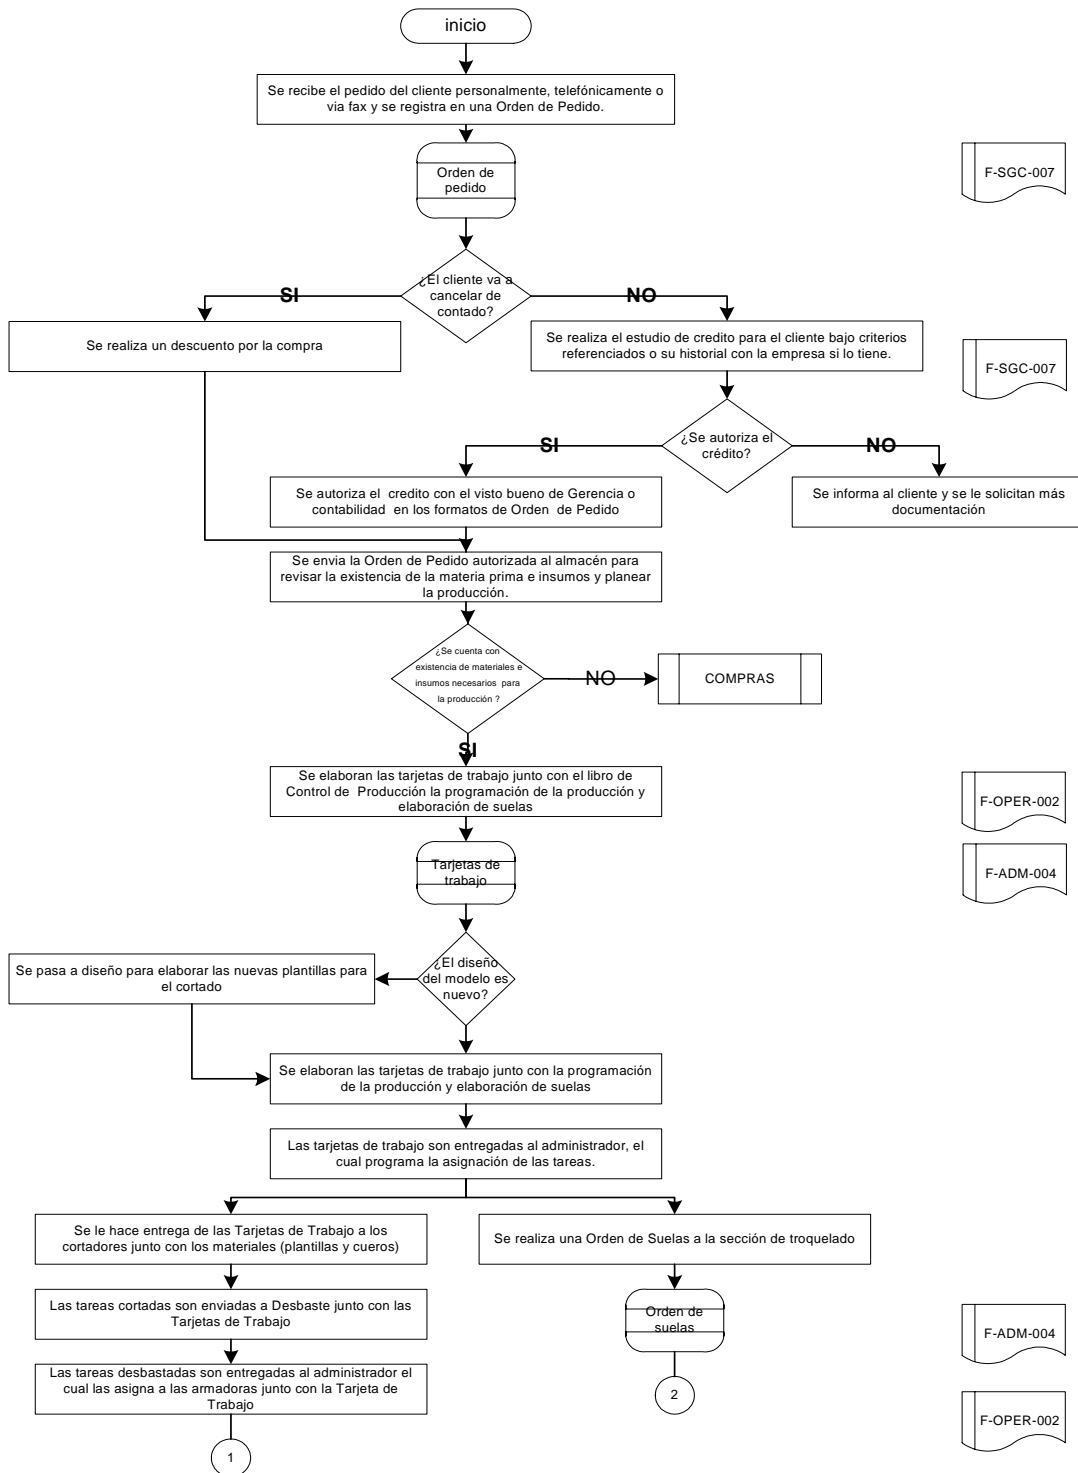 inicio
Se recibe el pedido del cliente personalmente, telefónicamente o
via fax y se registra en una Orden de Pedido.
Orden de
pedido
F-SGC-007
¿El cliente va a
cancelar de
contado?
SI
NO
Se realiza un descuento por la compra
Se realiza el estudio de credito para el cliente bajo criterios
referenciados o su historial con la empresa si lo tiene.
F-SGC-007
¿Se autoriza el
crédito?
SI
NO
Se autoriza el credito con el visto bueno de Gerencia o
contabilidad en los formatos de Orden de Pedido
Se informa al cliente y se le solicitan más
documentación
Se envia la Orden de Pedido autorizada al almacén para
revisar la existencia de la materia prima e insumos y planear
la producción.
¿Se cuenta con
existencia de materiales e
insumos necesarios para
la producción ?
NO
COMPRAS
SI
Se elaboran las tarjetas de trabajo junto con el libro de
Control de Producción la programación de la producción y
elaboración de suelas
F-OPER-002
Tarjetas de
trabajo
F-ADM-004
¿El diseño
del modelo es
nuevo?
Se pasa a diseño para elaborar las nuevas plantillas para
el cortado
Se elaboran las tarjetas de trabajo junto con la programación
de la producción y elaboración de suelas
Las tarjetas de trabajo son entregadas al administrador, el
cual programa la asignación de las tareas.
Se le hace entrega de las Tarjetas de Trabajo a los
cortadores junto con los materiales (plantillas y cueros)
Se realiza una Orden de Suelas a la sección de troquelado
Las tareas cortadas son enviadas a Desbaste junto con las
Tarjetas de Trabajo
Orden de
suelas
F-ADM-004
Las tareas desbastadas son entregadas al administrador el
cual las asigna a las armadoras junto con la Tarjeta de
Trabajo
2
F-OPER-002
1